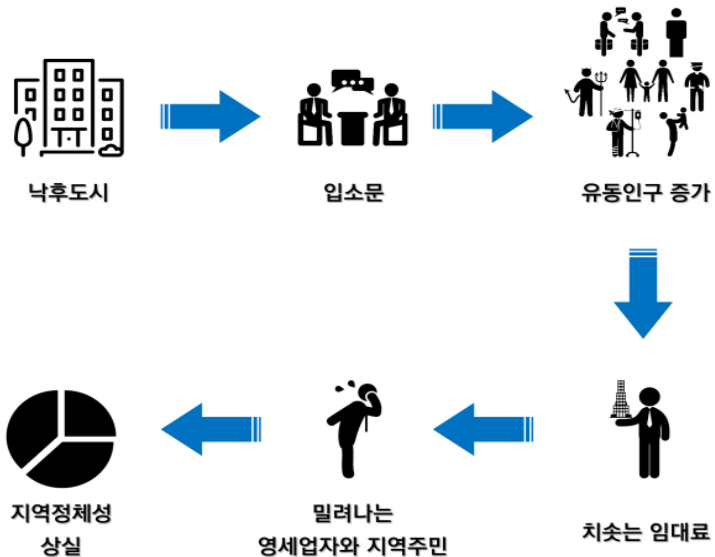 낙후도시
입소문
유동인구 증가
치솟는 임대료
밀려나는
영세업자와 지역주민
지역정체성
상실